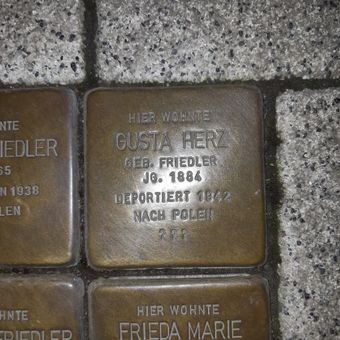 HIER WOHNTE
GUSTA HERZ
GEB. FRIEDLER
JG. 1884
DEPORTIERT 1942
NACH POLEN
???
HIER WOHNTE
FRIEDA MARIE